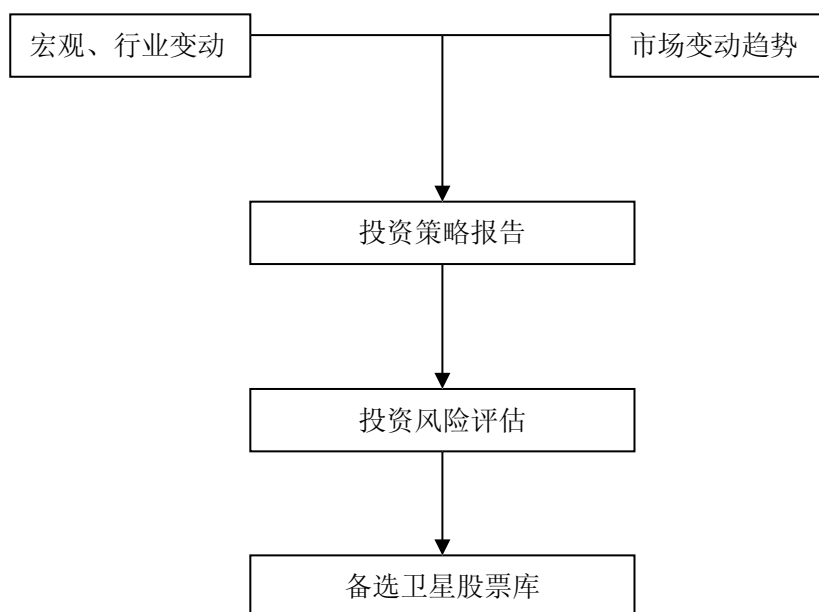 宏观、行业变动
市场变动趋势
投资策略报告
投资风险评估
备选卫星股票库